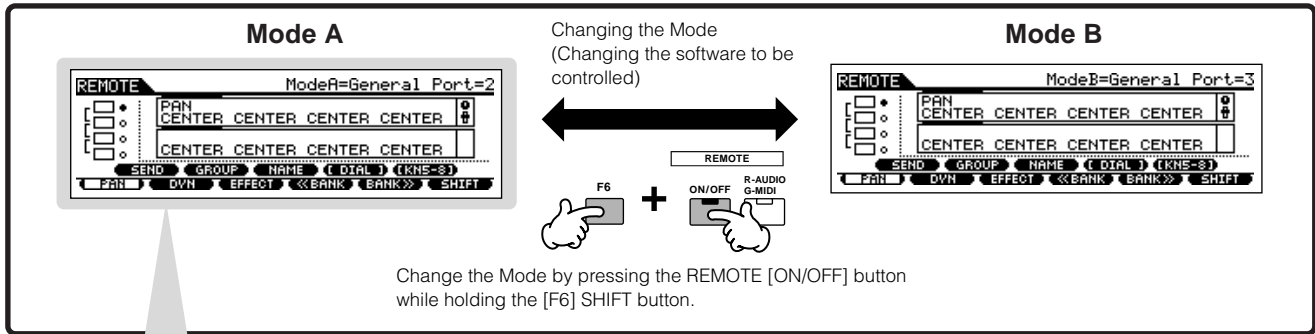 Mode A
REMOTE ModeA=General Port=2
PAN
CENTER CENTER CENTER CENTER
CENTER CENTER CENTER CENTER
SEND GROUP NAME [ DIAL ] [KN5-8]
PAN DYN EFFECT <<BANK BANK>> SHIFT
Changing the Mode
(Changing the software to be
controlled)
REMOTE
F6 + ON/OFF R-AUDIO
G-MIDI
Change the Mode by pressing the REMOTE [ON/OFF] button
while holding the [F6] SHIFT button.
Mode B
REMOTE ModeB=General Port=3
PAN
CENTER CENTER CENTER CENTER
CENTER CENTER CENTER CENTER
SEND GROUP NAME [ DIAL ] [KN5-8]
PAN DYN EFFECT <<BANK BANK>> SHIFT